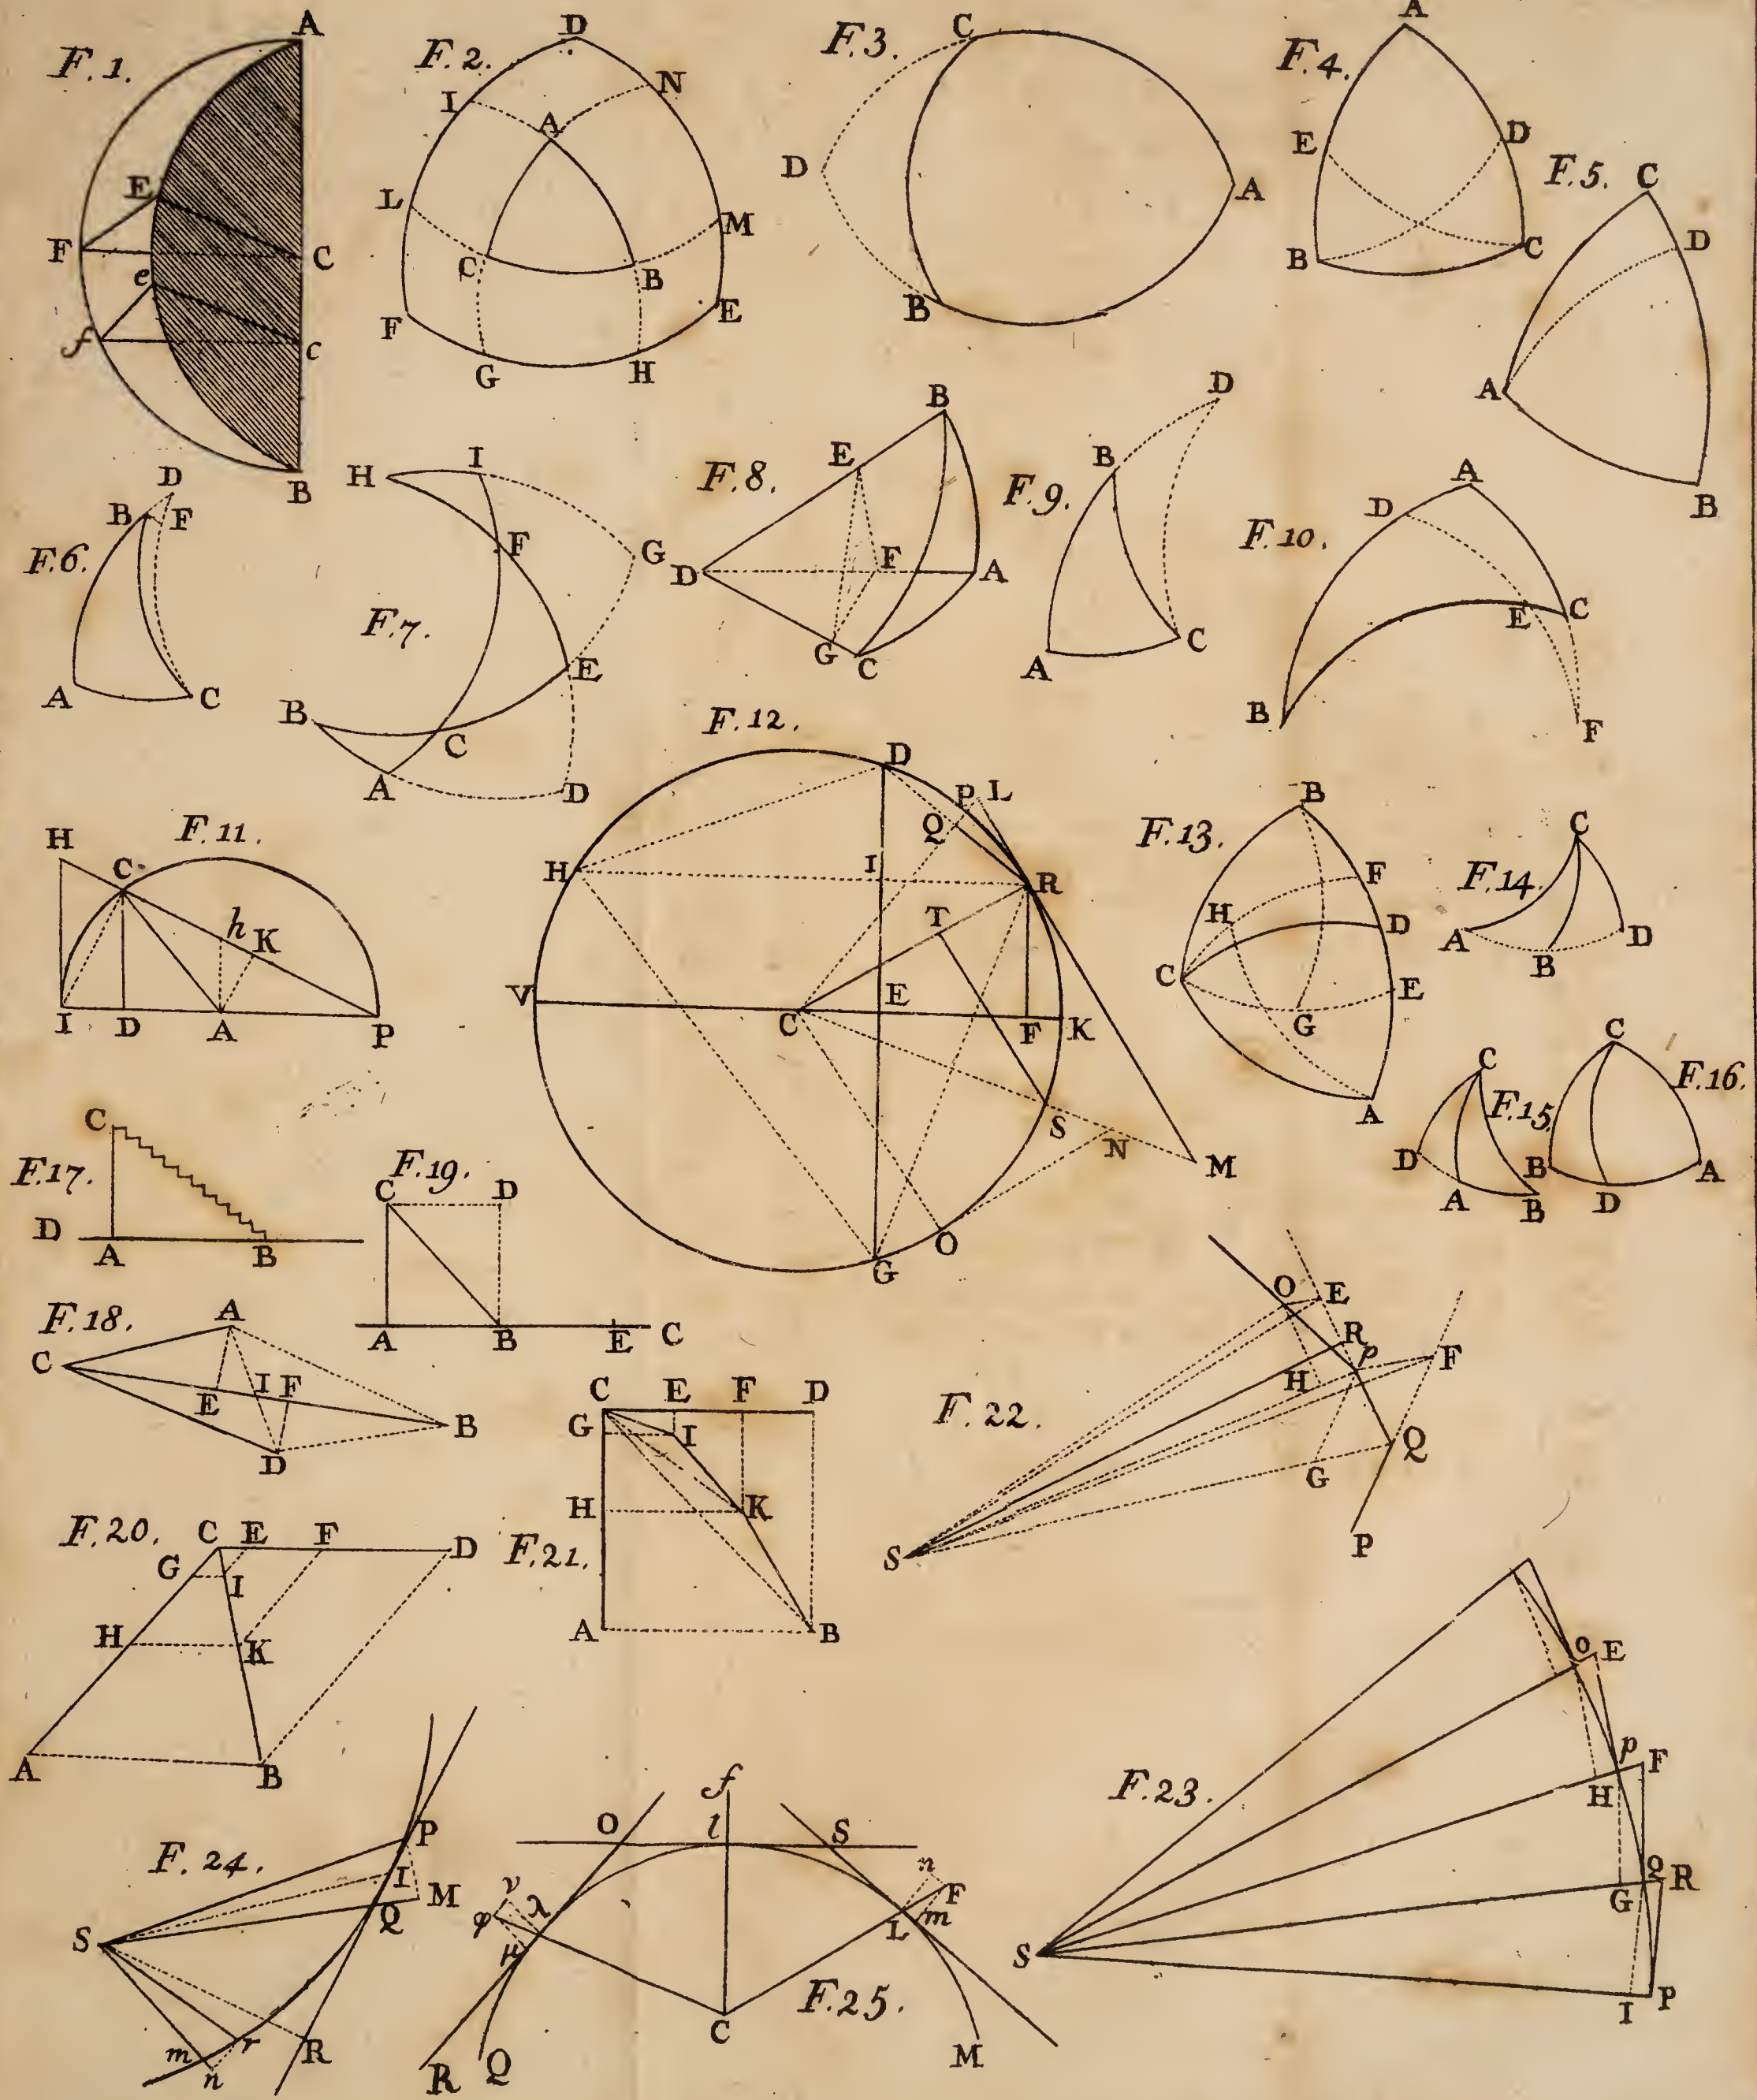 F.1.
A
E
F
C
e
f
c
B
F.2.
D
I
N
A
L
M
C
B
F
E
G
H
F.3.
C
D
A
B
F.4.
A
E
D
B
C
F.5.
C
D
A
B
F.6.
D
B
F
A
C
F.7.
H
I
F
G
E
B
C
A
D
F.8.
B
E
D
F
A
G
C
F.9.
D
B
C
A
F.10.
A
D
E
C
B
F
F.11.
H
C
h
K
I
D
A
P
F.12.
D
P
L
Q
H
I
R
T
V
E
C
F
K
S
N
M
O
G
F.13.
B
F
H
D
C
E
G
A
F.14.
C
A
B
D
F.15.
C
D
A
B
F.16.
C
B
D
A
F.17.
C
D
A
B
F.18.
A
C
I
F
E
B
D
F.19.
C
D
A
B
E
C
F.20.
C
E
F
D
G
I
H
K
A
B
F.21.
C
E
F
D
G
I
H
K
A
B
F.22.
O
E
R
p
F
H
Q
G
S
P
F.23.
o
E
p
F
H
Q
R
G
S
I
P
F.24.
P
I
M
Q
S
r
R
m
n
F.25.
f
O
l
S
n
F
ν
λ
φ
m
L
μ
C
M
R
Q